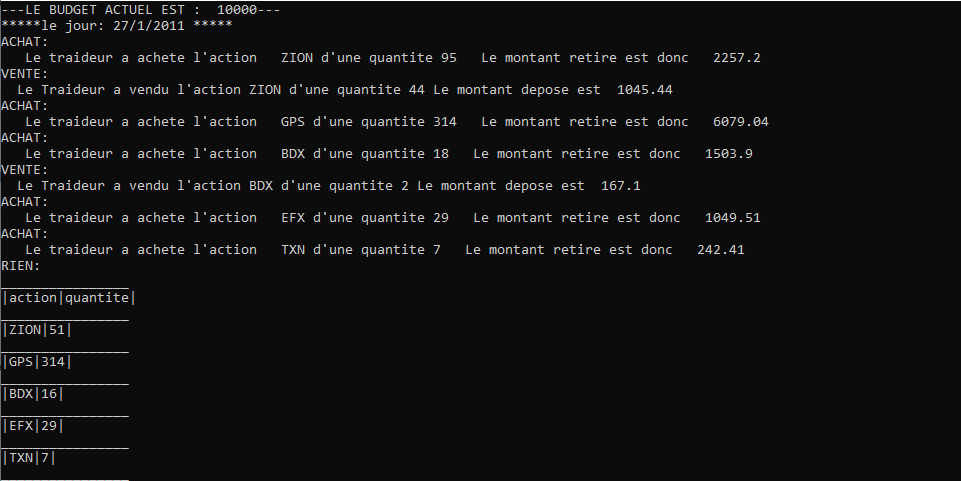 ---LE BUDGET ACTUEL EST :  10000---
*****le jour: 27/1/2011 *****
ACHAT:
   Le traideur a achete l'action   ZION d'une quantite 95   Le montant retire est donc   2257.2
VENTE:
  Le Traideur a vendu l'action ZION d'une quantite 44 Le montant depose est  1045.44
ACHAT:
   Le traideur a achete l'action   GPS d'une quantite 314   Le montant retire est donc   6079.04
ACHAT:
   Le traideur a achete l'action   BDX d'une quantite 18   Le montant retire est donc   1503.9
VENTE:
  Le Traideur a vendu l'action BDX d'une quantite 2 Le montant depose est  167.1
ACHAT:
   Le traideur a achete l'action   EFX d'une quantite 29   Le montant retire est donc   1049.51
ACHAT:
   Le traideur a achete l'action   TXN d'une quantite 7   Le montant retire est donc   242.41
RIEN:
________________
|action|quantite|
________________
|ZION|51|
________________
|GPS|314|
________________
|BDX|16|
________________
|EFX|29|
________________
|TXN|7|
________________